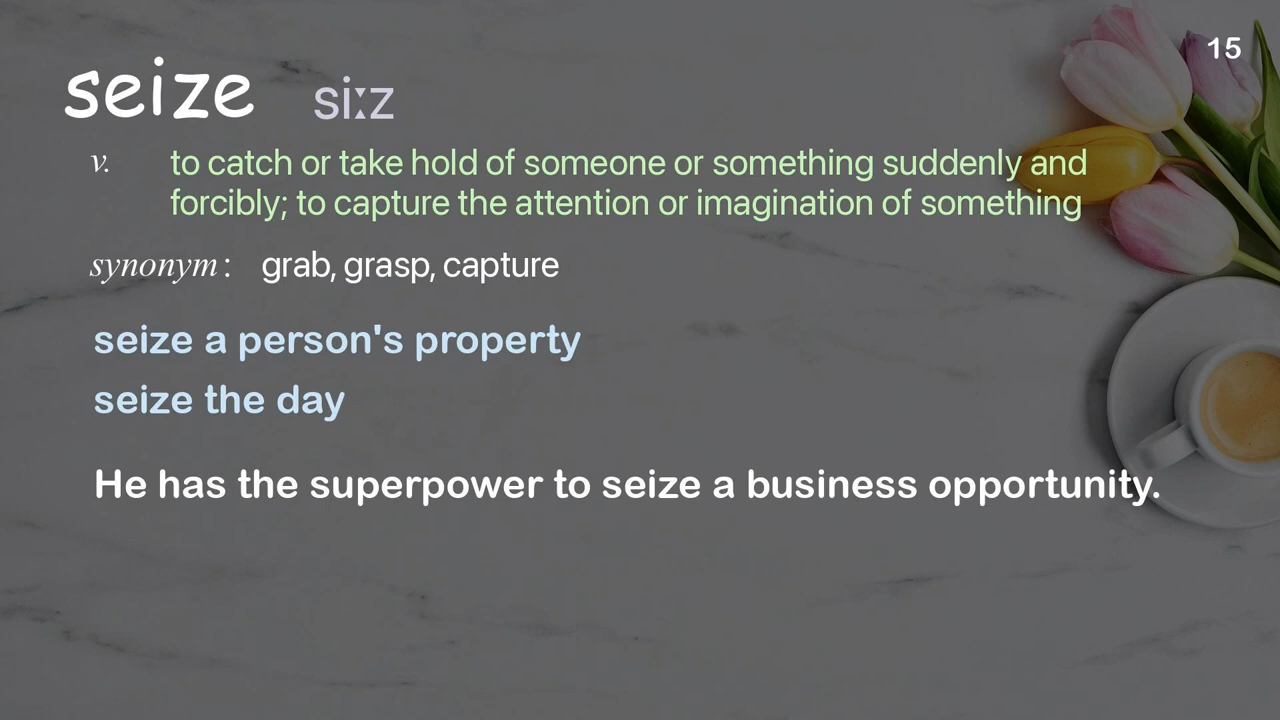 15
seize siːz
v. to catch or take hold of someone or something suddenly and
forcibly; to capture the attention or imagination of something
synonym : grab, grasp, capture
seize a person's property
seize the day
He has the superpower to seize a business opportunity.